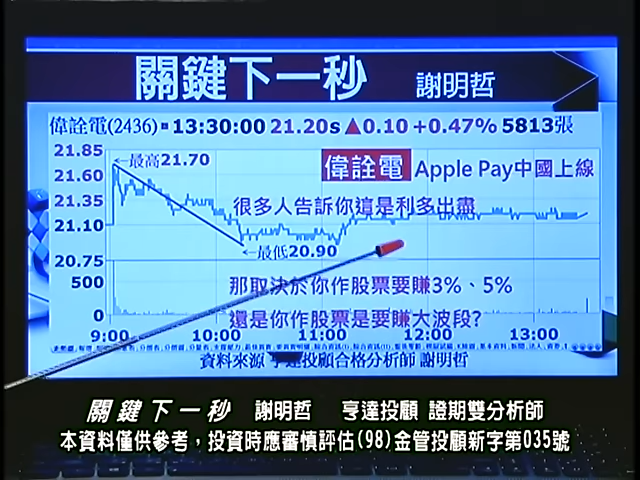 關鍵下一秒 謝明哲
偉詮電(2436)▪13:30:00 21.20s▲0.10 +0.47% 5813張
21.85
21.60
21.35
21.10
20.75
500
0
←最高21.70
偉詮電 Apple Pay中國上線
很多人告訴你這是利多出盡
←最低20.90
那取決於你作股票要賺3%、5%
還是你作股票是要賺大波段?
9:00 10:00 11:00 12:00 13:00
資料來源 亨達投顧合格分析師 謝明哲
關鍵下一秒 謝明哲 亨達投顧 證期雙分析師
本資料僅供參考，投資時應審慎評估(98)金管投顧新字第035號